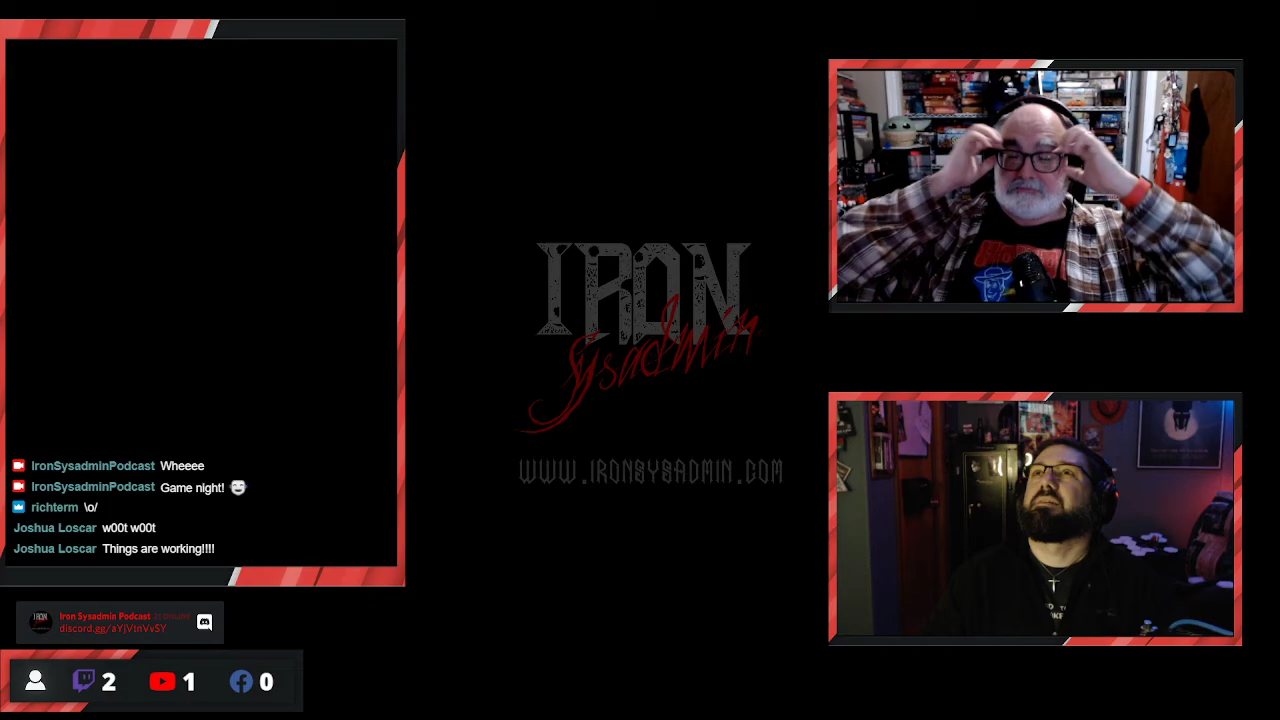 IRON
Sysadmin
WWW.IRONSYSADMIN.COM
IronSysadminPodcast Wheeee
IronSysadminPodcast Game night!
richterm \o/
Joshua Loscar w00t w00t
Joshua Loscar Things are working!!!!
IRON
Iron Sysadmin Podcast
discord.gg/aYjVtnVvSY
2
1
0